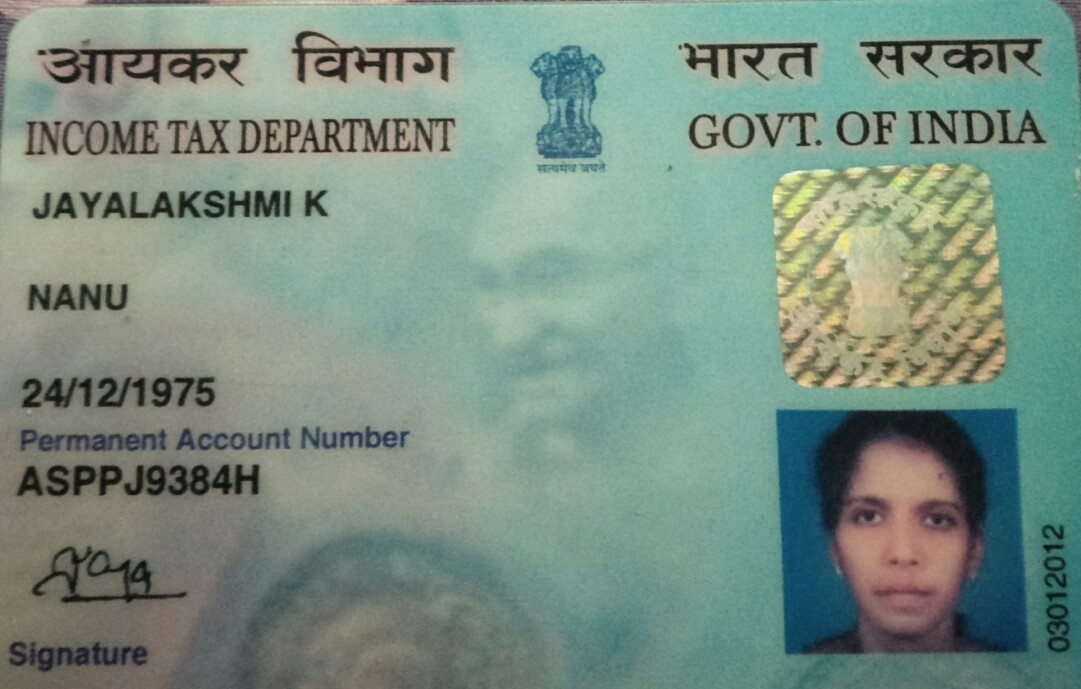 आयकर विभाग
भारत सरकार
INCOME TAX DEPARTMENT
GOVT. OF INDIA
सत्यमेव जयते
JAYALAKSHMI K
NANU
24/12/1975
Permanent Account Number
ASPPJ9384H
Jaya
Signature
03012012